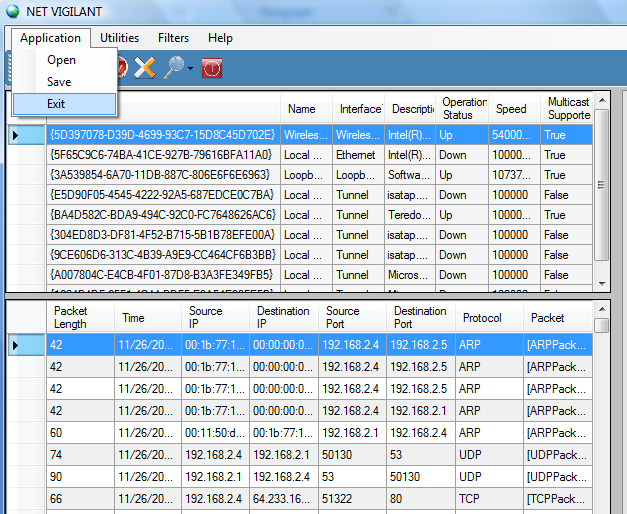 NET VIGILANT
Application Utilities Filters Help
Open
Save
Exit
Name Interface Descripti... Operation Status Speed Multicast Supporte
{5D397078-D39D-4699-93C7-15D8C45D702E} Wireles... Wireles... Intel(R)... Up 54000... True
{5F65C9C6-74BA-41CE-927B-79616BFA11A0} Local ... Ethernet Intel(R)... Down 10000... True
{3A539854-6A70-11DB-887C-806E6F6E6963} Loopb... Loopb... Softwa... Up 10737... True
{E5D90F05-4545-4222-92A5-687EDCE0C7BA} Local ... Tunnel isatap.... Down 100000 False
{BA4D582C-BDA9-494C-92C0-FC7648626AC6} Local ... Tunnel Teredo... Up 100000 True
{304ED8D3-DF81-4F52-B715-5B1B78EFE00A} Local ... Tunnel isatap.... Down 100000 False
{9CE606D6-313C-4B39-A9E9-CC464CF6B3BB} Local ... Tunnel isatap.... Down 100000 False
{A007804C-E4CB-4F01-87D8-B3A3FE349FB5} Local ... Tunnel Micros... Down 100000 False
Local ... Tunnel isatap.... Down 100000 False
Packet Length Time Source IP Destination IP Source Port Destination Port Protocol Packet
42 11/26/20... 00:1b:77:1... 00:00:00:0... 192.168.2.4 192.168.2.5 ARP [ARPPack...
42 11/26/20... 00:1b:77:1... 00:00:00:0... 192.168.2.4 192.168.2.5 ARP [ARPPack...
42 11/26/20... 00:1b:77:1... 00:00:00:0... 192.168.2.4 192.168.2.5 ARP [ARPPack...
42 11/26/20... 00:1b:77:1... 00:00:00:0... 192.168.2.4 192.168.2.1 ARP [ARPPack...
60 11/26/20... 00:11:50:d... 00:1b:77:1... 192.168.2.1 192.168.2.4 ARP [ARPPack...
74 11/26/20... 192.168.2.4 192.168.2.1 50130 53 UDP [UDPPack...
90 11/26/20... 192.168.2.1 192.168.2.4 53 50130 UDP [UDPPack...
66 11/26/20... 192.168.2.4 64.233.16... 51322 80 TCP [TCPPack...